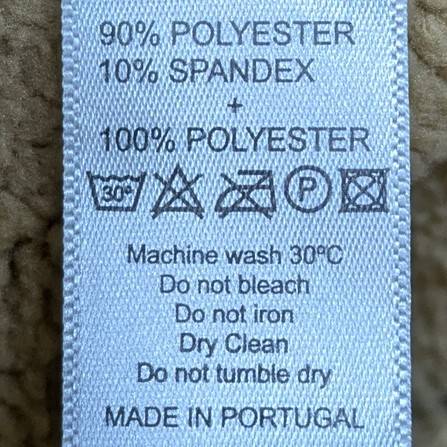 90% POLYESTER
10% SPANDEX
+
100% POLYESTER
30° P
Machine wash 30ºC
Do not bleach
Do not iron
Dry Clean
Do not tumble dry
MADE IN PORTUGAL